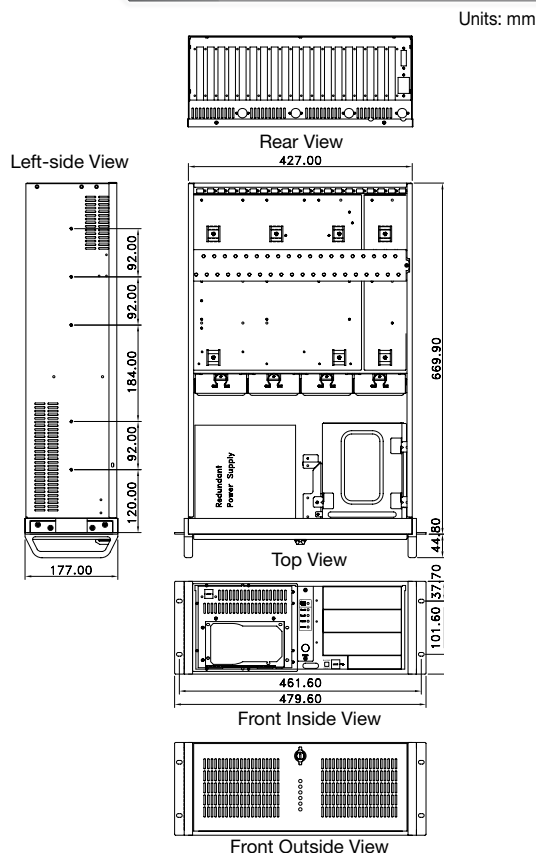 Units: mm
Rear View
Left-side View
427.00
92.00
92.00
184.00
92.00
120.00
177.00
669.90
44.80
Redundant
Power Supply
Top View
37.70
101.60
461.60
479.60
Front Inside View
Front Outside View